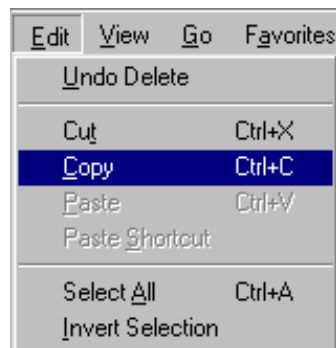 Edit View Go Favorites
Undo Delete
Cut Ctrl+X
Copy Ctrl+C
Paste Ctrl+V
Paste Shortcut
Select All Ctrl+A
Invert Selection